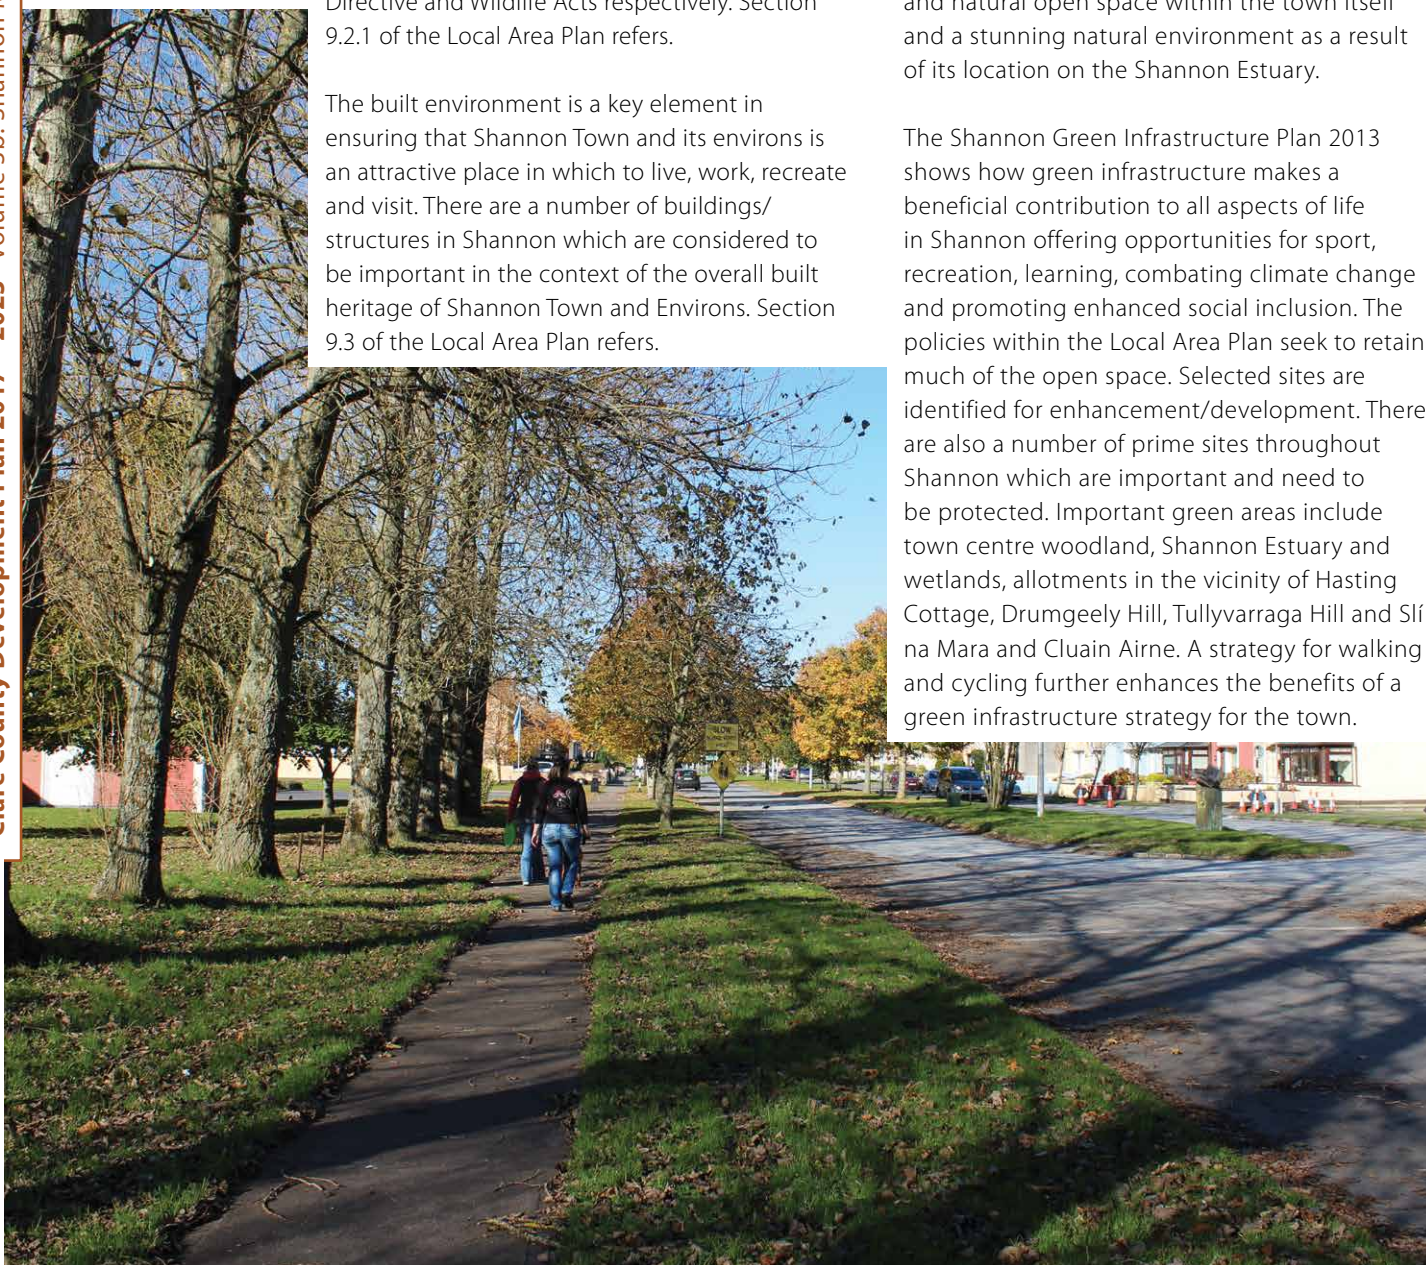 Directive and Wildlife Acts respectively. Section
9.2.1 of the Local Area Plan refers.
The built environment is a key element in
ensuring that Shannon Town and its environs is
an attractive place in which to live, work, recreate
and visit. There are a number of buildings/
structures in Shannon which are considered to
be important in the context of the overall built
heritage of Shannon Town and Environs. Section
9.3 of the Local Area Plan refers.
and natural open space within the town itself
and a stunning natural environment as a result
of its location on the Shannon Estuary.
The Shannon Green Infrastructure Plan 2013
shows how green infrastructure makes a
beneficial contribution to all aspects of life
in Shannon offering opportunities for sport,
recreation, learning, combating climate change
and promoting enhanced social inclusion. The
policies within the Local Area Plan seek to retain
much of the open space. Selected sites are
identified for enhancement/development. There
are also a number of prime sites throughout
Shannon which are important and need to
be protected. Important green areas include
town centre woodland, Shannon Estuary and
wetlands, allotments in the vicinity of Hasting
Cottage, Drumgeely Hill, Tullyvarraga Hill and Slí
na Mara and Cluain Airne. A strategy for walking
and cycling further enhances the benefits of a
green infrastructure strategy for the town.
SLOW